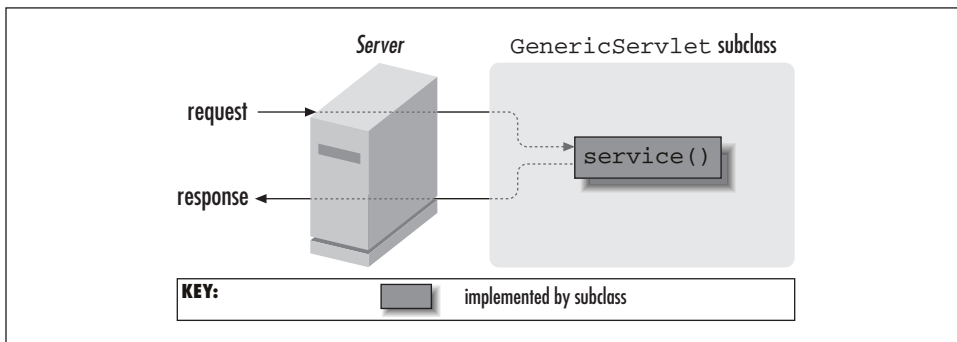 Server
GenericServlet subclass
request
service()
response
KEY:
implemented by subclass